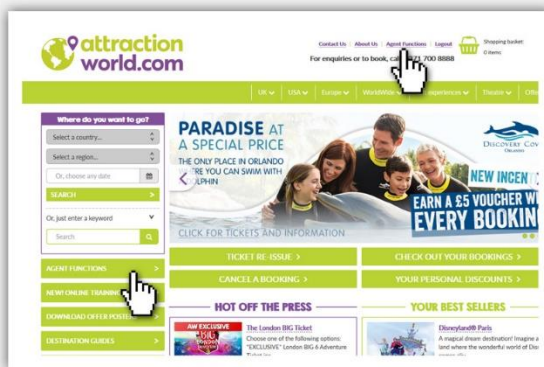 attraction
world.com
Contact Us | About Us | Agent Functions | Logout
Shopping basket:
0 items
For enquiries or to book, 700 8888
UK USA Europe WorldWide Theatre
Where do you want to go?
Select a country...
Select a region...
Or, choose any date
SEARCH >
Or, just enter a keyword
Search
AGENT FUNCTIONS >
NEW! ONLINE
DOWNLOAD OFFER
DESTINATION GUIDES >
PARADISE AT
A SPECIAL PRICE
THE ONLY PLACE IN ORLANDO
YOU CAN SWIM WITH
CLICK FOR TICKETS AND INFORMATION
DISCOVERY COV
ORLANDO
NEW INCEN
EARN A £5 VOUCHER W
EVERY BOOKIN
TICKET RE-ISSUE >
CHECK OUT YOUR BOOKINGS >
CANCEL A BOOKING >
YOUR PERSONAL DISCOUNTS >
HOT OFF THE PRESS
YOUR BEST SELLERS
AW EXCLUSIVE
BIG
LONDON
The London BIG Ticket
Choose one of the following options:
"EXCLUSIVE" London BIG 6 Adventure
Disneyland® Paris
A magical dream destination! Imagine a
land where the wonderful world of Dis